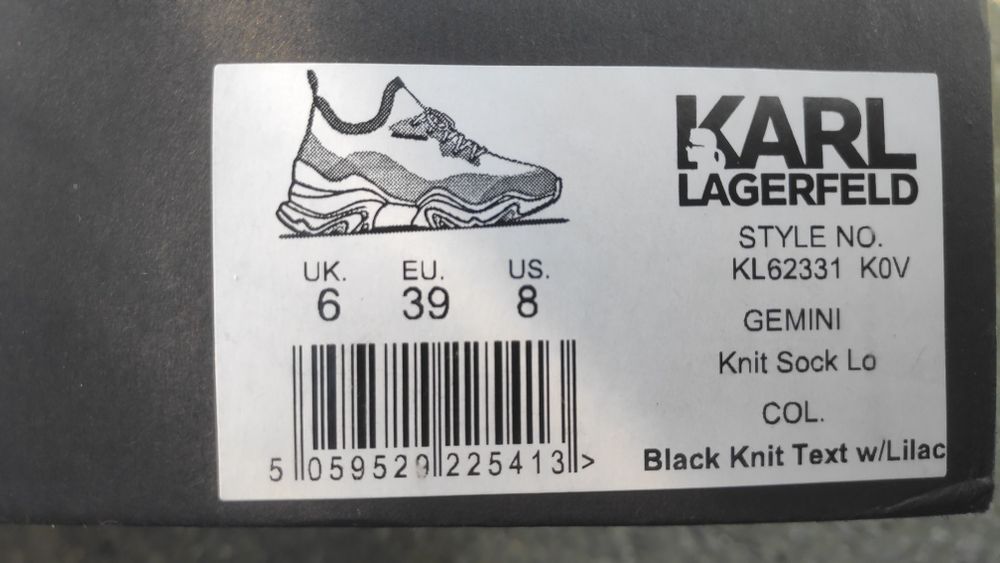 KARL
LAGERFELD
STYLE NO.
KL62331 K0V
GEMINI
Knit Sock Lo
COL.
Black Knit Text w/Lilac
UK. EU. US.
6 39 8
5 059529 225413 >